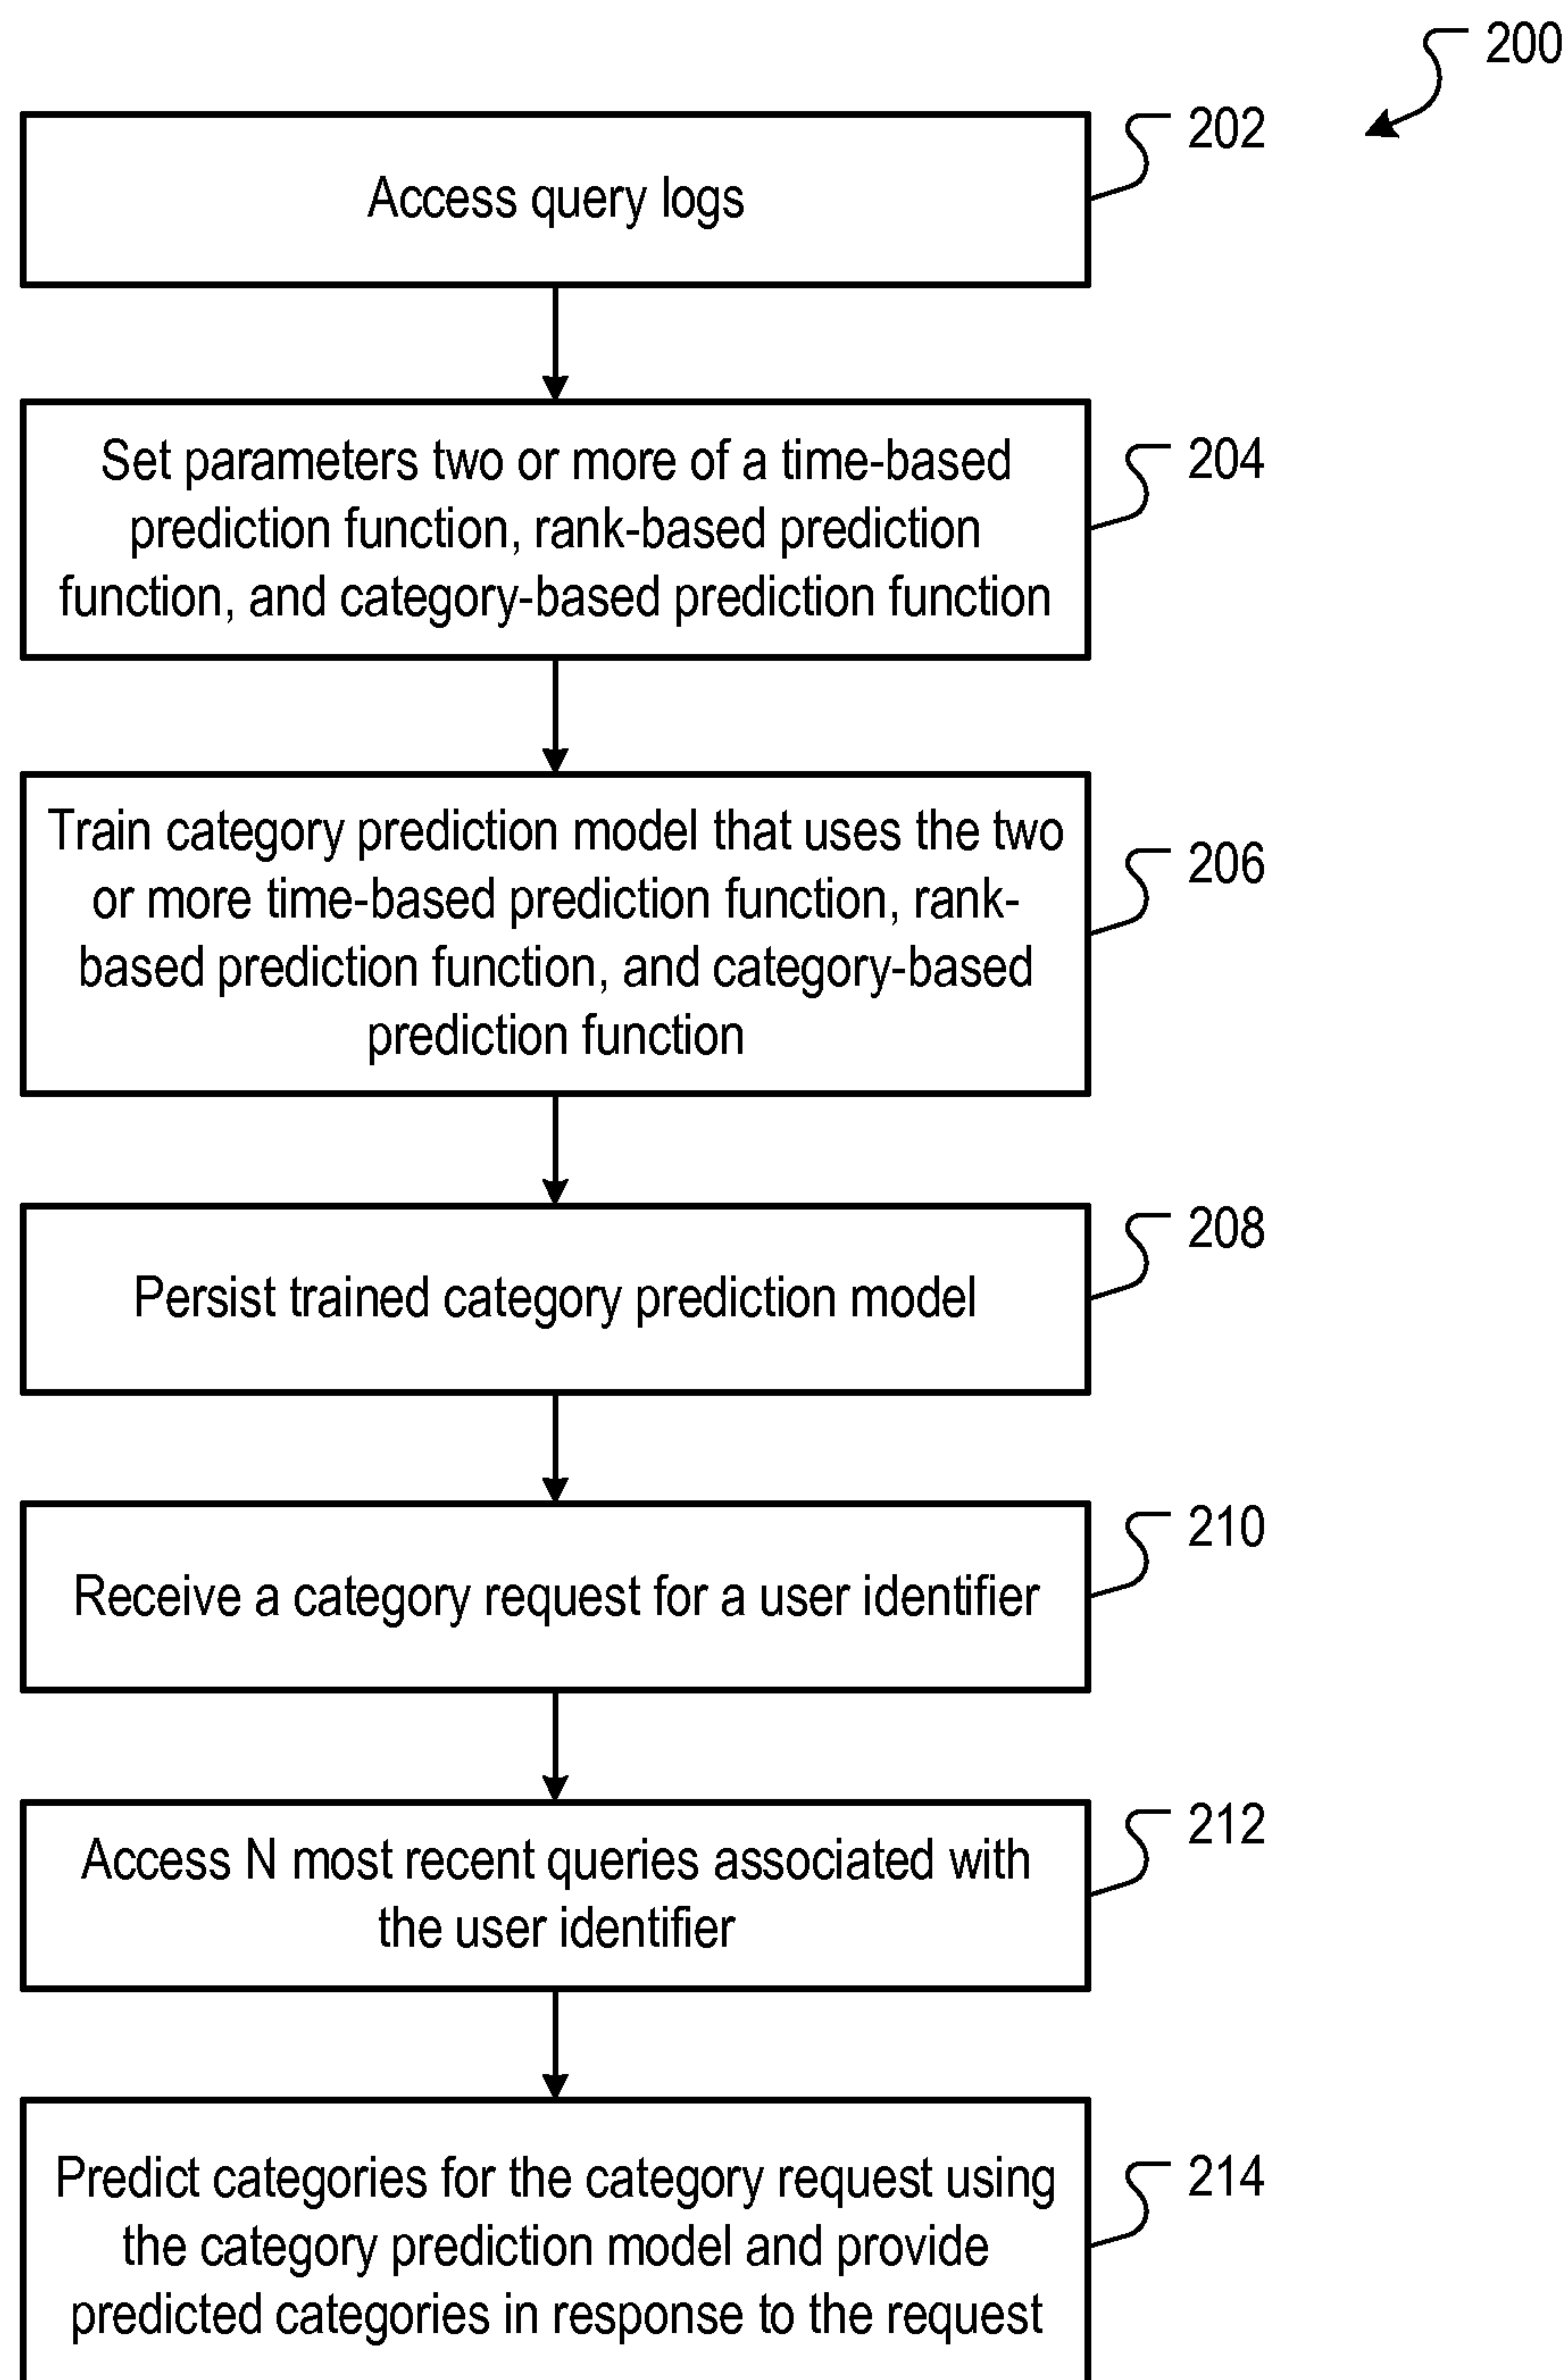 200
Access query logs
202
Set parameters two or more of a time-based
prediction function, rank-based prediction
function, and category-based prediction function
204
Train category prediction model that uses the two
or more time-based prediction function, rank-
based prediction function, and category-based
prediction function
206
Persist trained category prediction model
208
Receive a category request for a user identifier
210
Access N most recent queries associated with
the user identifier
212
Predict categories for the category request using
the category prediction model and provide
predicted categories in response to the request
214